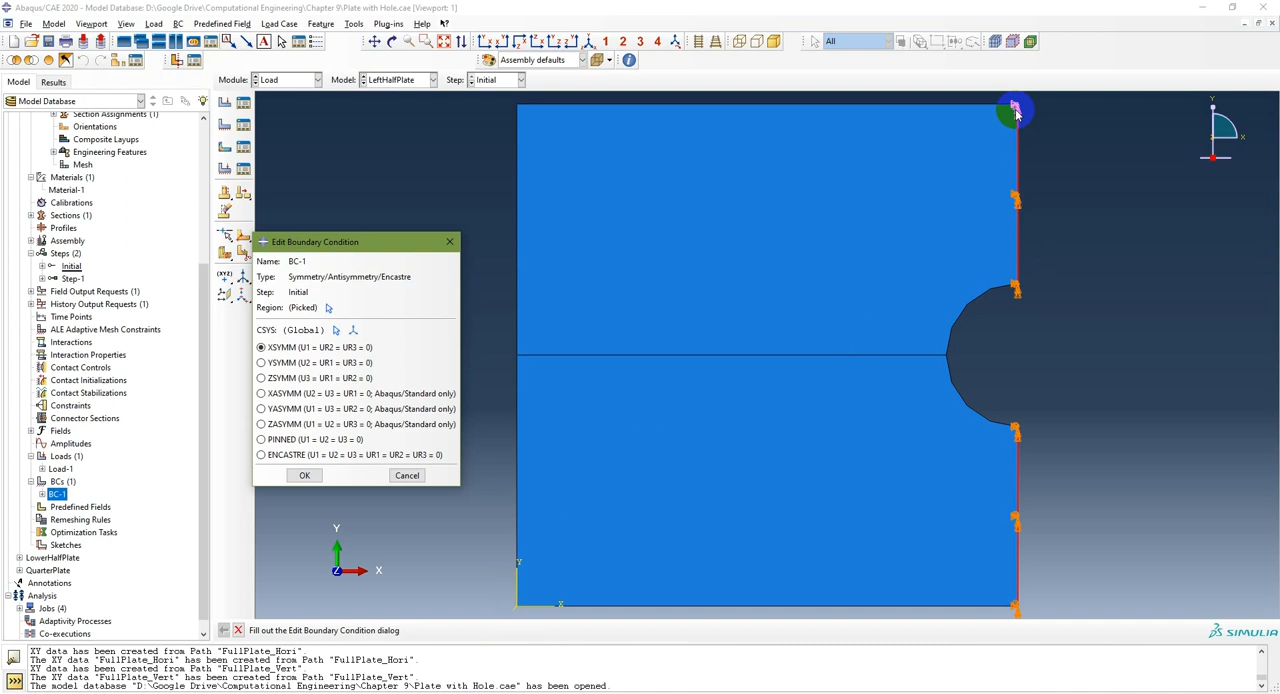 Abaqus/CAE 2020 - Model Database: D:\Google Drive\Computational Engineering\Chapter 9\Plate with Hole.cae [Viewport: 1]
File Model Viewport View Load BC Predefined Field Load Case Feature Tools Plug-ins Help
1 2 3 4
All
Assembly defaults
Model Results
Module: Load Model: LeftHalfPlate Step: Initial
Model Database
Section Assignments (1)
Orientations
Composite Layups
Engineering Features
Mesh
Materials (1)
Material-1
Calibrations
Sections (1)
Profiles
Assembly
Steps (2)
Initial
Step-1
Field Output Requests (1)
History Output Requests (1)
Time Points
ALE Adaptive Mesh Constraints
Interactions
Interaction Properties
Contact Controls
Contact Initializations
Contact Stabilizations
Constraints
Connector Sections
Fields
Amplitudes
Loads (1)
Load-1
BCs (1)
BC-1
Predefined Fields
Remeshing Rules
Optimization Tasks
Sketches
LowerHalfPlate
QuarterPlate
Annotations
Analysis
Jobs (4)
Adaptivity Processes
Co-executions
(XYZ)
Edit Boundary Condition
Name: BC-1
Type: Symmetry/Antisymmetry/Encastre
Step: Initial
Region: (Picked)
CSYS: (Global)
XSYMM (U1 = UR2 = UR3 = 0)
YSYMM (U2 = UR1 = UR3 = 0)
ZSYMM (U3 = UR1 = UR2 = 0)
XASYMM (U2 = U3 = UR1 = 0; Abaqus/Standard only)
YASYMM (U1 = U3 = UR2 = 0; Abaqus/Standard only)
ZASYMM (U1 = U2 = UR3 = 0; Abaqus/Standard only)
PINNED (U1 = U2 = U3 = 0)
ENCASTRE (U1 = U2 = U3 = UR1 = UR2 = UR3 = 0)
OK Cancel
Y
X
Z
Y
X
Y
X
Fill out the Edit Boundary Condition dialog
SIMULIA
XY data has been created from Path "FullPlate_Hori".
The XY data "FullPlate_Hori" has been created from Path "FullPlate_Hori".
XY data has been created from Path "FullPlate_Vert".
The XY data "FullPlate_Vert" has been created from Path "FullPlate_Vert".
The model database "D:\Google Drive\Computational Engineering\Chapter 9\Plate with Hole.cae" has been opened.